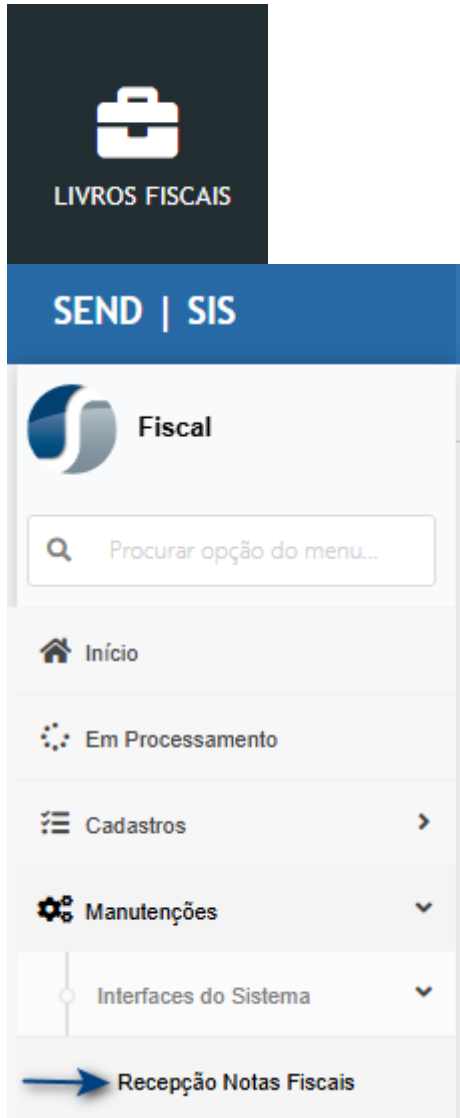 LIVROS FISCAIS
SEND | SIS
Fiscal
Procurar opção do menu...
Início
Em Processamento
Cadastros
Manutenções
Interfaces do Sistema
Recepção Notas Fiscais